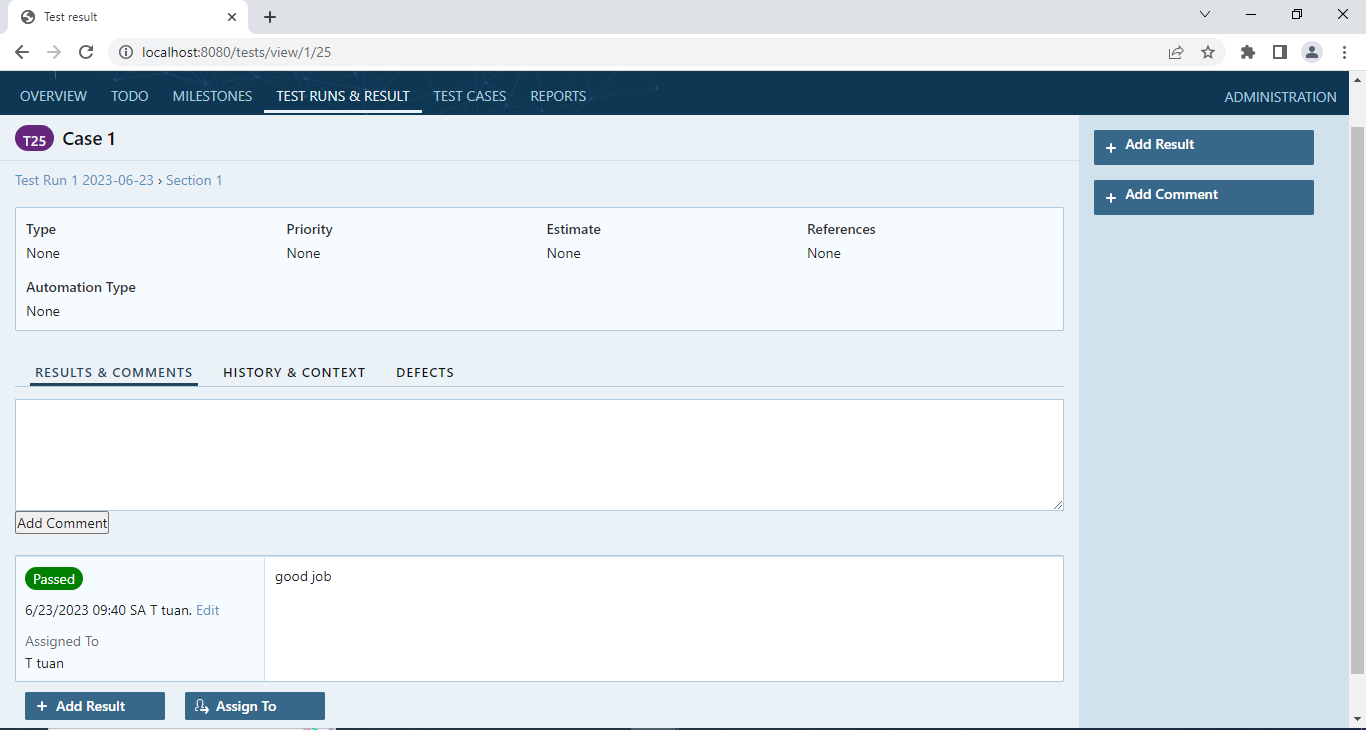 Test result
localhost:8080/tests/view/1/25
OVERVIEW TODO MILESTONES TEST RUNS & RESULT TEST CASES REPORTS ADMINISTRATION
T25 Case 1
+ Add Result
Test Run 1 2023-06-23 › Section 1
+ Add Comment
Type Priority Estimate References
None None None None
Automation Type
None
RESULTS & COMMENTS HISTORY & CONTEXT DEFECTS
Add Comment
Passed
good job
6/23/2023 09:40 SA T tuan. Edit
Assigned To
T tuan
+ Add Result Assign To